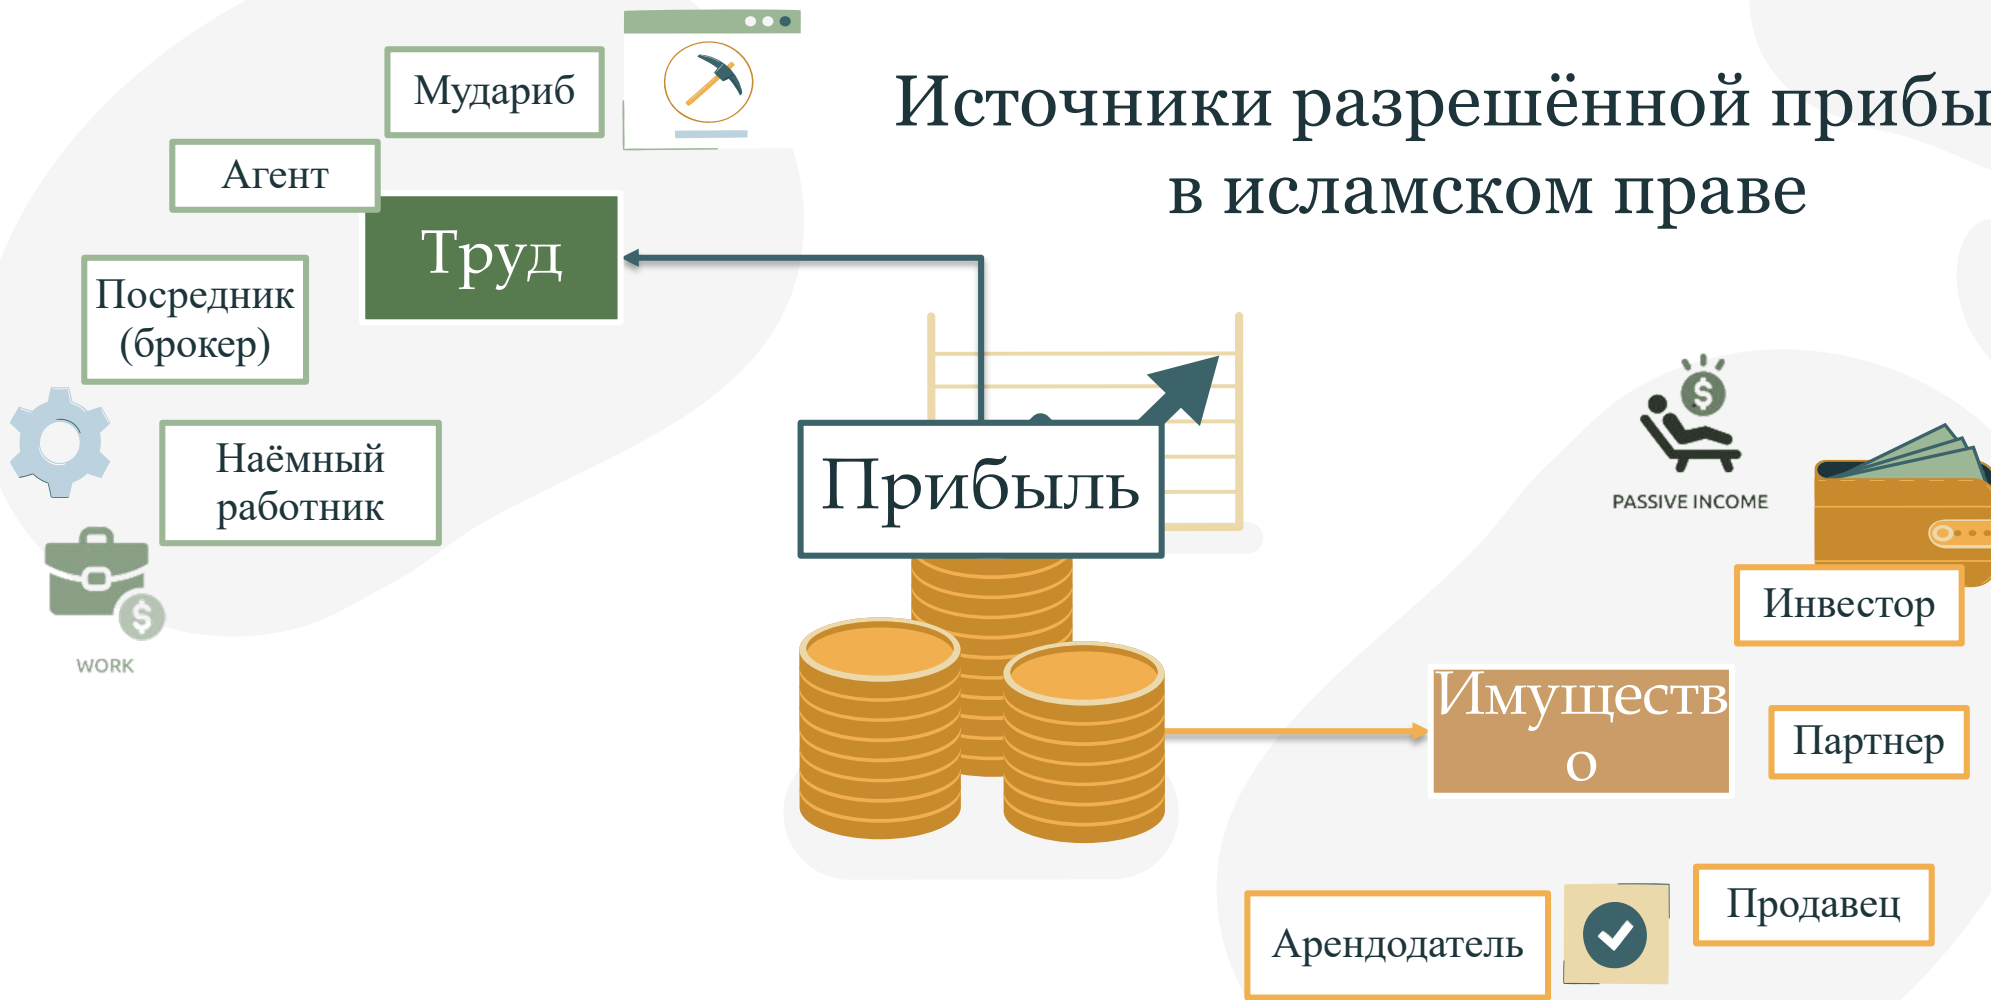 Источники разрешённой прибы
в исламском праве
Мудариб
Агент
Труд
Посредник
(брокер)
Наёмный
работник
WORK
Прибыль
PASSIVE INCOME
Инвестор
Имуществ
о
Партнер
Продавец
Арендодатель